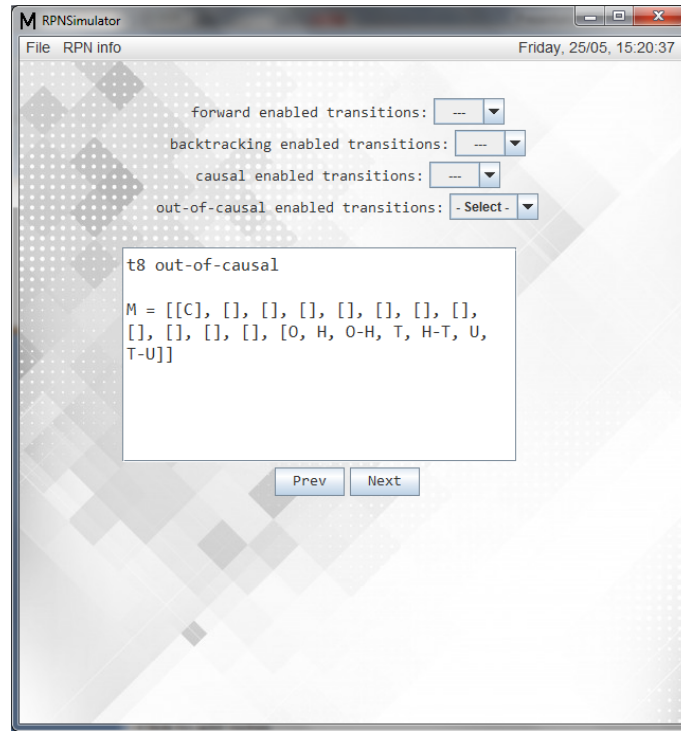 M RPNSimulator
File RPN info Friday, 25/05, 15:20:37
forward enabled transitions: ---
backtracking enabled transitions: ---
causal enabled transitions: ---
out-of-causal enabled transitions: - Select -
t8 out-of-causal
M = [[C], [], [], [], [], [], [], [],
[], [], [], [], [O, H, O-H, T, H-T, U,
T-U]]
Prev Next